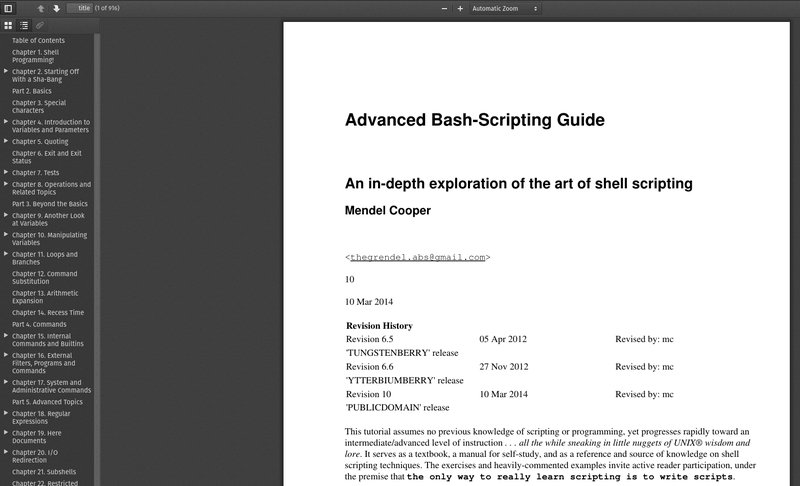 title (1 of 916)
Automatic Zoom
Table of Contents
Chapter 1. Shell
Programming!
Chapter 2. Starting Off
With a Sha-Bang
Part 2. Basics
Chapter 3. Special
Characters
Chapter 4. Introduction to
Variables and Parameters
Chapter 5. Quoting
Chapter 6. Exit and Exit
Status
Chapter 7. Tests
Chapter 8. Operations and
Related Topics
Part 3. Beyond the Basics
Chapter 9. Another Look
at Variables
Chapter 10. Manipulating
Variables
Chapter 11. Loops and
Branches
Chapter 12. Command
Substitution
Chapter 13. Arithmetic
Expansion
Chapter 14. Recess Time
Part 4. Commands
Chapter 15. Internal
Commands and Builtins
Chapter 16. External
Filters, Programs and
Commands
Chapter 17. System and
Administrative Commands
Part 5. Advanced Topics
Chapter 18. Regular
Expressions
Chapter 19. Here
Documents
Chapter 20. I/O
Redirection
Chapter 21. Subshells
Chapter 22. Restricted
Advanced Bash-Scripting Guide
An in-depth exploration of the art of shell scripting
Mendel Cooper
<thegrendel.abs@gmail.com>
10
10 Mar 2014
Revision History
Revision 6.5 05 Apr 2012 Revised by: mc
'TUNGSTENBERRY' release
Revision 6.6 27 Nov 2012 Revised by: mc
'YTTERBIUMBERRY' release
Revision 10 10 Mar 2014 Revised by: mc
'PUBLICDOMAIN' release
This tutorial assumes no previous knowledge of scripting or programming, yet progresses rapidly toward an
intermediate/advanced level of instruction . . . all the while sneaking in little nuggets of UNIX® wisdom and
lore. It serves as a textbook, a manual for self-study, and as a reference and source of knowledge on shell
scripting techniques. The exercises and heavily-commented examples invite active reader participation, under
the premise that the only way to really learn scripting is to write scripts.